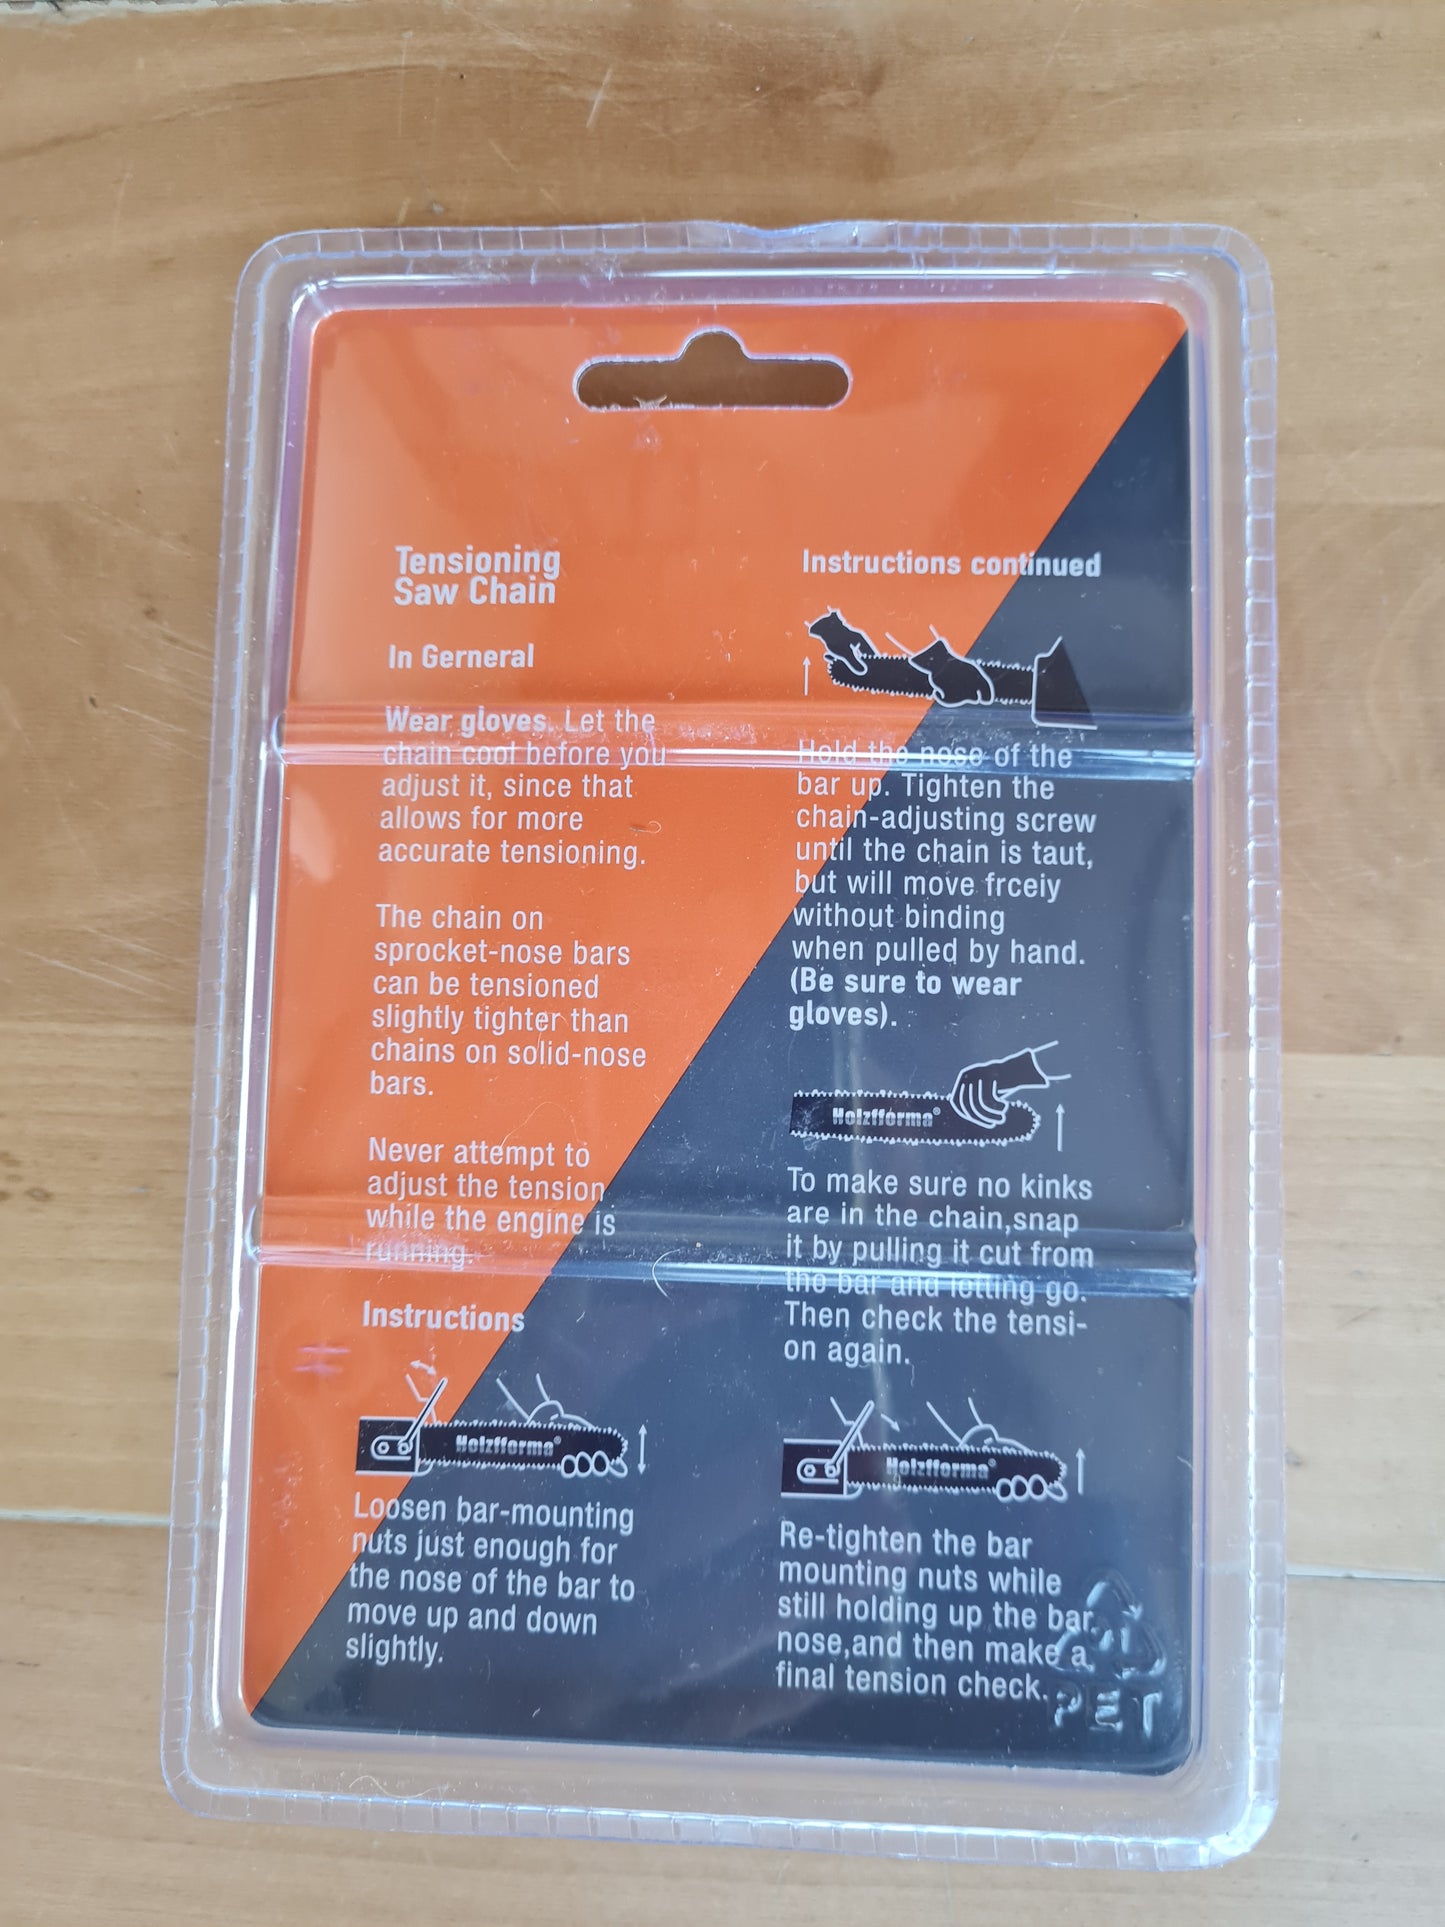 Tensioning
Saw Chain
In Gerneral
Wear gloves. Let the
chain cool before you
adjust it, since that
allows for more
accurate tensioning.
The chain on
sprocket-nose bars
can be tensioned
slightly tighter than
chains on solid-nose
bars.
Never attempt to
adjust the tension
while the engine is
running.
Instructions
Holzfforma®
Loosen bar-mounting
nuts just enough for
the nose of the bar to
move up and down
slightly.
Instructions continued
Hold the nose of the
bar up. Tighten the
chain-adjusting screw
until the chain is taut,
but will move frceiy
without binding
when pulled by hand.
(Be sure to wear
gloves).
Holzfforma®
To make sure no kinks
are in the chain,snap
it by pulling it cut from
the bar and letting go.
Then check the tensi-
on again.
Holzfforma®
Re-tighten the bar
mounting nuts while
still holding up the bar
nose,and then make a
final tension check.
PET